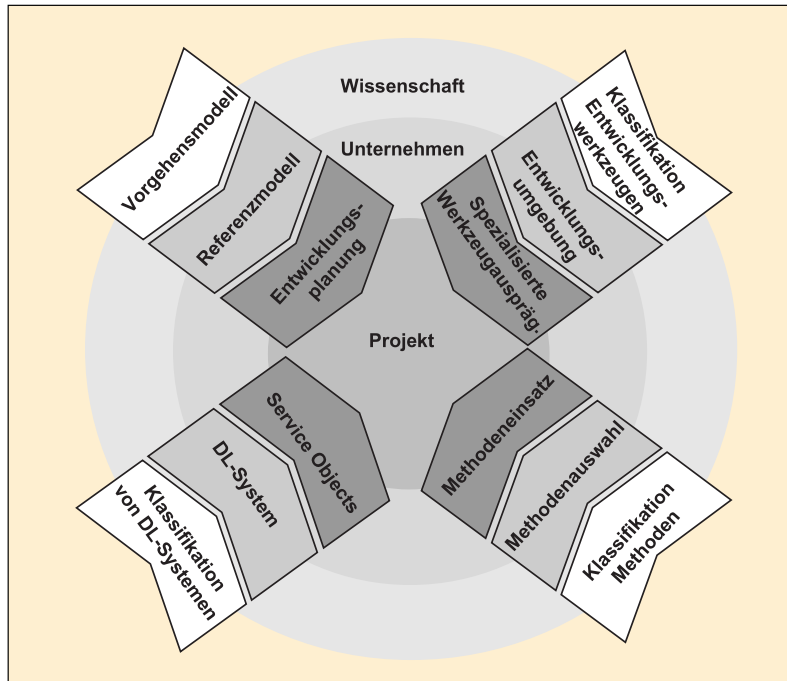 Wissenschaft
Unternehmen
Projekt
Vorgehensmodell
Referenzmodell
Entwicklungs-
planung
Klassifikation
Entwicklungs-
werkzeugen
Entwicklungs-
umgebung
Spezialisierte
Werkzeugauspräg.
Service Objects
DL-System
Klassifikation
von DL-Systemen
Methodeneinsatz
Methodenauswahl
Klassifikation
Methoden